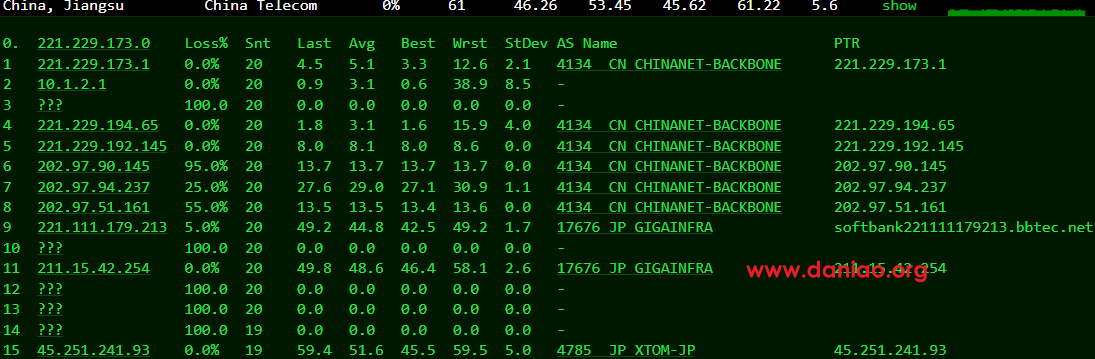 China, Jiangsu China Telecom 0% 61 46.26 53.45 45.62 61.22 5.6 show
0. 221.229.173.0 Loss% Snt Last Avg Best Wrst StDev AS Name PTR
1 221.229.173.1 0.0% 20 4.5 5.1 3.3 12.6 2.1 4134 CN CHINANET-BACKBONE 221.229.173.1
2 10.1.2.1 0.0% 20 0.9 3.1 0.6 38.9 8.5 -
3 ??? 100.0 20 0.0 0.0 0.0 0.0 0.0 -
4 221.229.194.65 0.0% 20 1.8 3.1 1.6 15.9 4.0 4134 CN CHINANET-BACKBONE 221.229.194.65
5 221.229.192.145 0.0% 20 8.0 8.1 8.0 8.6 0.0 4134 CN CHINANET-BACKBONE 221.229.192.145
6 202.97.90.145 95.0% 20 13.7 13.7 13.7 13.7 0.0 4134 CN CHINANET-BACKBONE 202.97.90.145
7 202.97.94.237 25.0% 20 27.6 29.0 27.1 30.9 1.1 4134 CN CHINANET-BACKBONE 202.97.94.237
8 202.97.51.161 55.0% 20 13.5 13.5 13.4 13.6 0.0 4134 CN CHINANET-BACKBONE 202.97.51.161
9 221.111.179.213 5.0% 20 49.2 44.8 42.5 49.2 1.7 17676 JP GIGAINFRA softbank221111179213.bbtec.net
10 ??? 100.0 20 0.0 0.0 0.0 0.0 0.0 -
11 211.15.42.254 0.0% 20 49.8 48.6 46.4 58.1 2.6 17676 JP GIGAINFRA 211.15.42.254
www.daniao.org
12 ??? 100.0 20 0.0 0.0 0.0 0.0 0.0 -
13 ??? 100.0 20 0.0 0.0 0.0 0.0 0.0 -
14 ??? 100.0 19 0.0 0.0 0.0 0.0 0.0 -
15 45.251.241.93 0.0% 19 59.4 51.6 45.5 59.5 5.0 4785 JP XTOM-JP 45.251.241.93